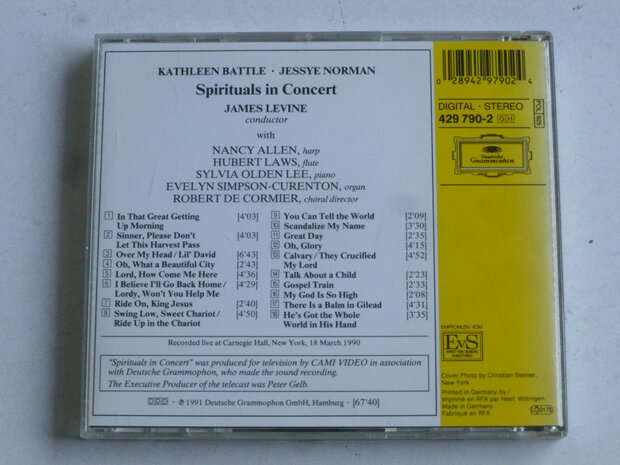 KATHLEEN BATTLE · JESSYE NORMAN
Spirituals in Concert
JAMES LEVINE
conductor
with
NANCY ALLEN, harp
HUBERT LAWS, flute
SYLVIA OLDEN LEE, piano
EVELYN SIMPSON-CURENTON, organ
ROBERT DE CORMIER, choral director
1 In That Great Getting Up Morning [4'03]
2 Sinner, Please Don't [4'03]
Let This Harvest Pass
3 Over My Head / Lil' David [6'43]
4 Oh, What a Beautiful City [2'43]
5 Lord, How Come Me Here [4'36]
6 I Believe I'll Go Back Home / [4'29]
Lordy, Won't You Help Me
7 Ride On, King Jesus [2'40]
8 Swing Low, Sweet Chariot / [4'50]
Ride Up in the Chariot
9 You Can Tell the World [2'09]
10 Scandalize My Name [3'30]
11 Great Day [2'35]
12 Oh, Glory [4'15]
13 Calvary / They Crucified [4'52]
My Lord
14 Talk About a Child [2'23]
15 Gospel Train [2'33]
16 My God Is So High [2'08]
17 There Is a Balm in Gilead [4'31]
18 He's Got the Whole [3'35]
World in His Hand
Recorded live at Carnegie Hall, New York, 18 March 1990
"Spirituals in Concert" was produced for television by CAMI VIDEO in association
with Deutsche Grammophon, who made the sound recording.
The Executive Producer of the telecast was Peter Gelb.
DDD · ℗ 1991 Deutsche Grammophon GmbH, Hamburg · [67'40]
0 28942 97902 4
DIGITAL · STEREO
429 790-2 GH
POL 925
Deutsche
Grammophon
EMPFOHLEN VOM
EvS
Cover Photo by Christian Steiner,
New York
Printed in Germany by /
Imprimé en RFA par Neef, Wittingen
Made in Germany
Fabriqué en RFA
LC 0173